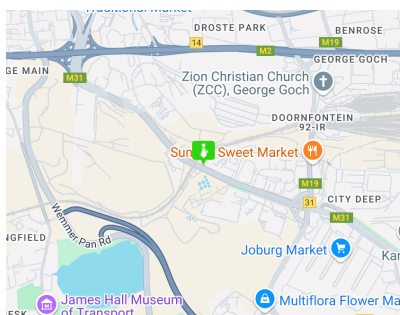 Traditional Market
DROSTE PARK
BENROSE
14
M2
M19
GEORGE GOCH
GE MAIN
M31
Zion Christian Church
(ZCC), George Goch
DOORNFONTEIN
92-IR
Sun
Sweet Market
M19
31
CITY DEEP
M31
Wemmer Pan Rd
NGFIELD
Joburg Market
Kar
James Hall Museum
of Transport
Multiflora Flower Ma
ESK